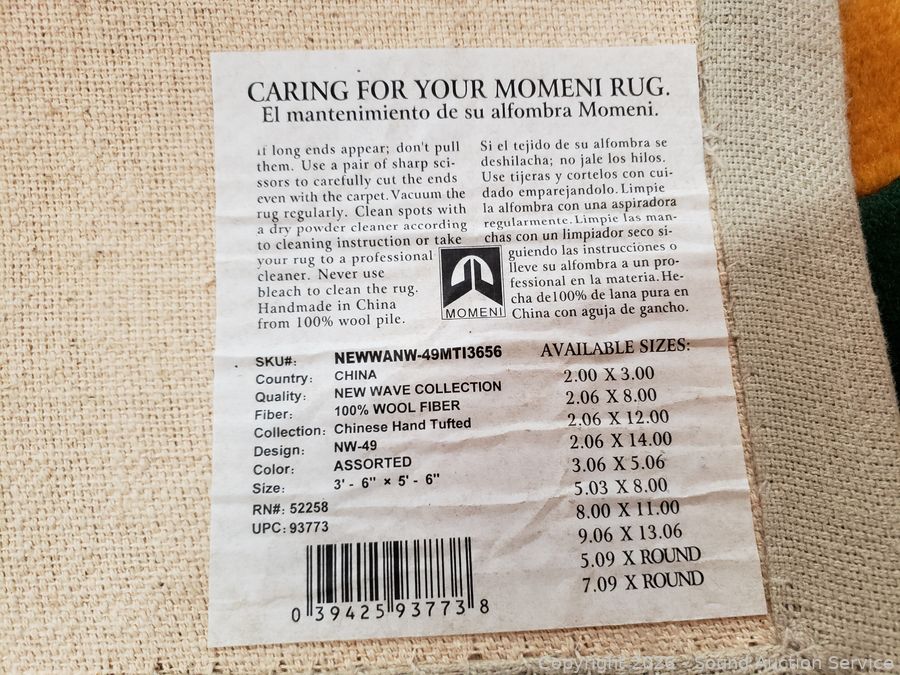 CARING FOR YOUR MOMENI RUG.
El mantenimiento de su alfombra Momeni.
If long ends appear; don't pull
them. Use a pair of sharp sci-
ssors to carefully cut the ends
even with the carpet. Vacuum the
rug regularly. Clean spots with
a dry powder cleaner according
to cleaning instruction or take
your rug to a professional
cleaner. Never use
bleach to clean the rug.
Handmade in China
from 100% wool pile.
Si el tejido de su alfombra se
deshilacha; no jale los hilos.
Use tijeras y cortelos con cui-
dado emparejandolo. Limpie
la alfombra con una aspiradora
regularmente. Limpie las man-
chas con un limpiador seco si-
guiendo las instrucciones o
lleve su alfombra a un pro-
fessional en la materia. He-
cha de100% de lana pura en
China con aguja de gancho.
MOMENI
SKU#: NEWWANW-49MTI3656
Country: CHINA
Quality: NEW WAVE COLLECTION
Fiber: 100% WOOL FIBER
Collection: Chinese Hand Tufted
Design: NW-49
Color: ASSORTED
Size: 3' - 6" × 5' - 6"
RN#: 52258
UPC: 93773
0 39425 93773 8
AVAILABLE SIZES:
2.00 X 3.00
2.06 X 8.00
2.06 X 12.00
2.06 X 14.00
3.06 X 5.06
5.03 X 8.00
8.00 X 11.00
9.06 X 13.06
5.09 X ROUND
7.09 X ROUND
Copyright 2023 - Sound Auction Service